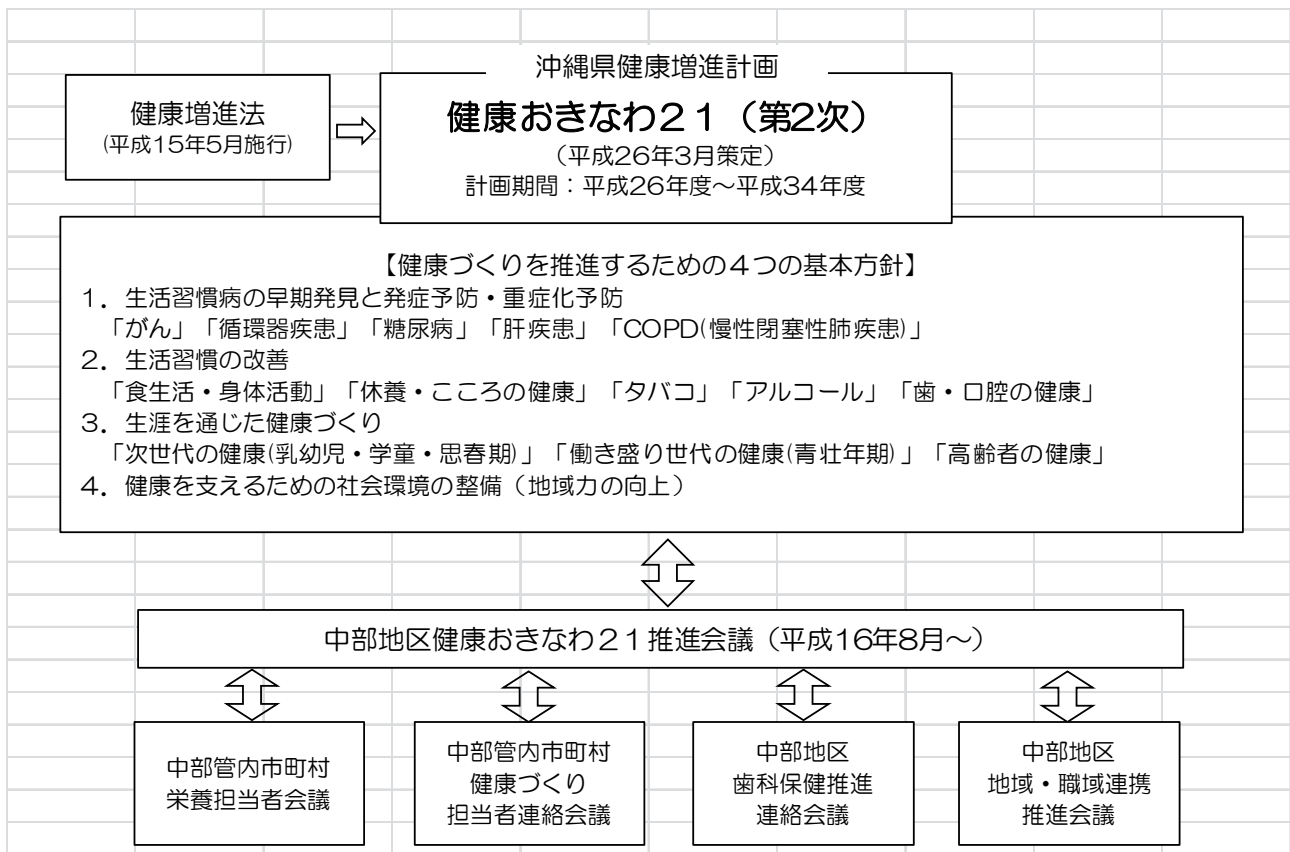 沖縄県健康増進計画
健康増進法
(平成15年5月施行)
健康おきなわ２１（第2次）
（平成26年3月策定）
計画期間：平成26年度～平成34年度
【健康づくりを推進するための４つの基本方針】
１．生活習慣病の早期発見と発症予防・重症化予防
「がん」「循環器疾患」「糖尿病」「肝疾患」「COPD(慢性閉塞性肺疾患)」
２．生活習慣の改善
「食生活・身体活動」「休養・こころの健康」「タバコ」「アルコール」「歯・口腔の健康」
３．生涯を通じた健康づくり
「次世代の健康(乳幼児・学童・思春期)」「働き盛り世代の健康(青壮年期)」「高齢者の健康」
４．健康を支えるための社会環境の整備（地域力の向上）
中部地区健康おきなわ２１推進会議（平成16年8月～）
中部管内市町村
栄養担当者会議
中部管内市町村
健康づくり
担当者連絡会議
中部地区
歯科保健推進
連絡会議
中部地区
地域・職域連携
推進会議